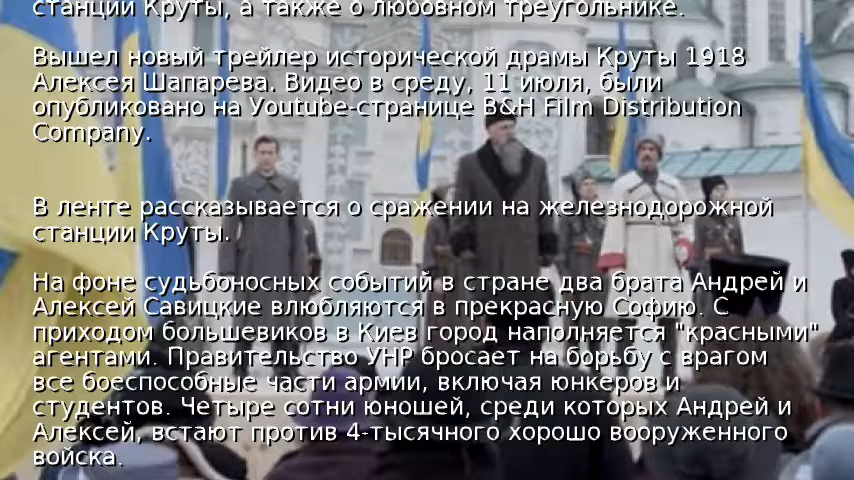 станции Круты, а также о любовном треугольнике.
Вышел новый трейлер исторической драмы Круты 1918
Алексея Шапарева. Видео в среду, 11 июля, были
опубликовано на Youtube-странице B&H Film Distribution
Company.
В ленте рассказывается о сражении на железнодорожной
станции Круты.
На фоне судьбоносных событий в стране два брата Андрей и
Алексей Савицкие влюбляются в прекрасную Софию. С
приходом большевиков в Киев город наполняется "красными"
агентами. Правительство УНР бросает на борьбу с врагом
все боеспособные части армии, включая юнкеров и
студентов. Четыре сотни юношей, среди которых Андрей и
Алексей, встают против 4-тысячного хорошо вооруженного
войска.